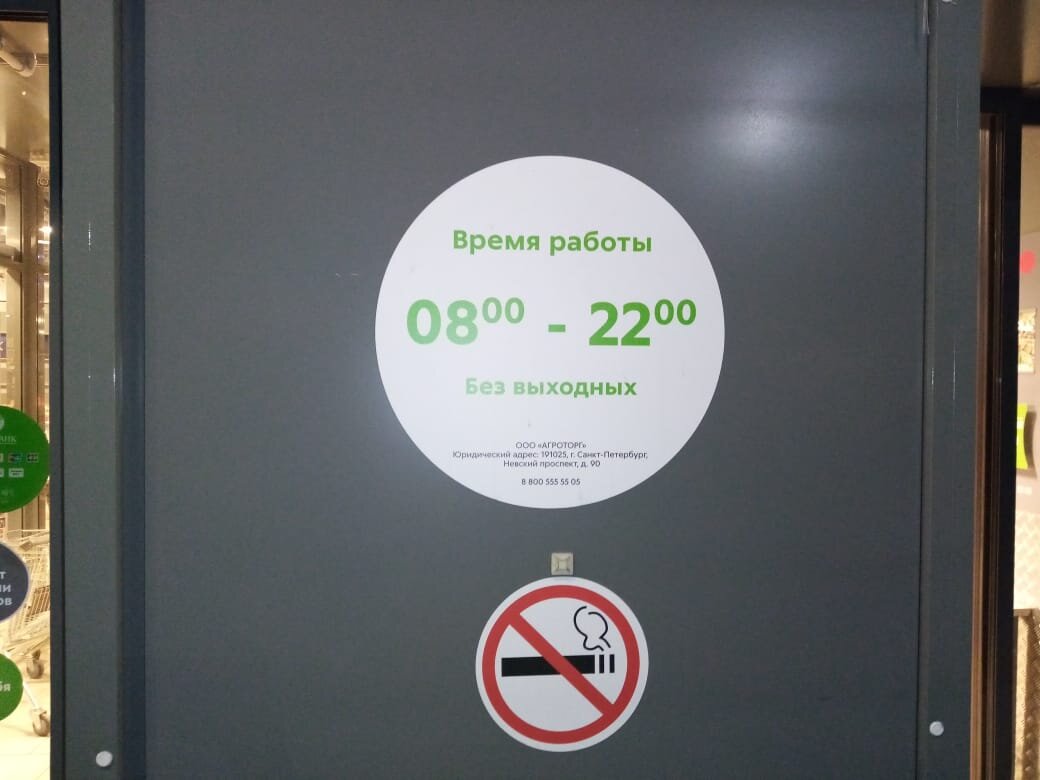 Время работы
08⁰⁰ - 22⁰⁰
Без выходных
ООО «АГРОТОРГ»
Юридический адрес: 191025, г. Санкт-Петербург,
Невский проспект, д. 90
8 800 555 55 05